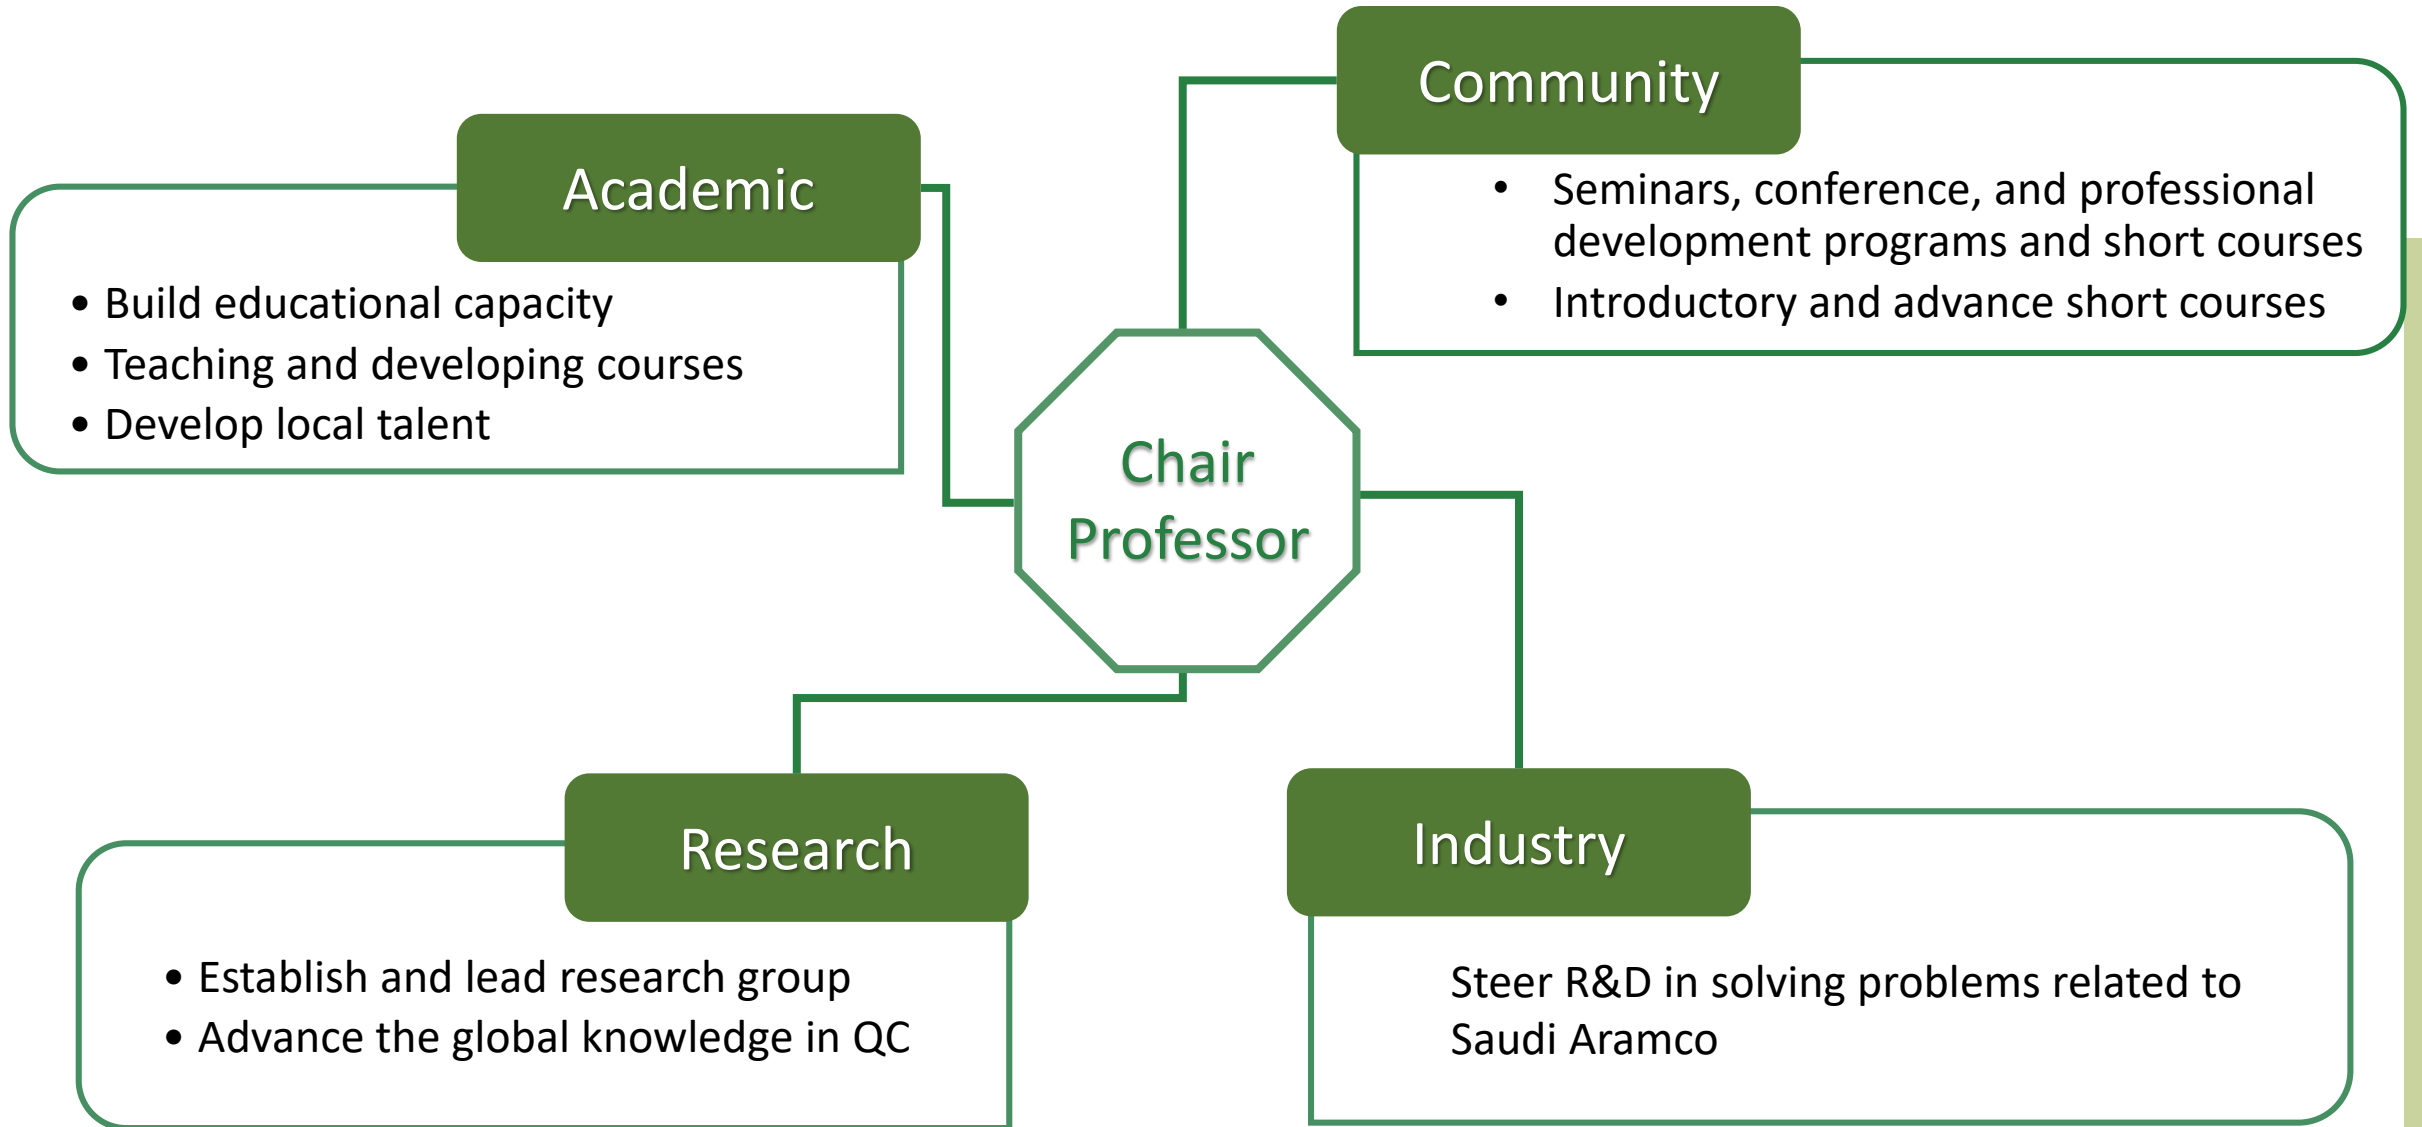 Community
• Seminars, conference, and professional
development programs and short courses
• Introductory and advance short courses
Academic
• Build educational capacity
• Teaching and developing courses
• Develop local talent
Chair
Professor
Research
• Establish and lead research group
• Advance the global knowledge in QC
Industry
Steer R&D in solving problems related to
Saudi Aramco